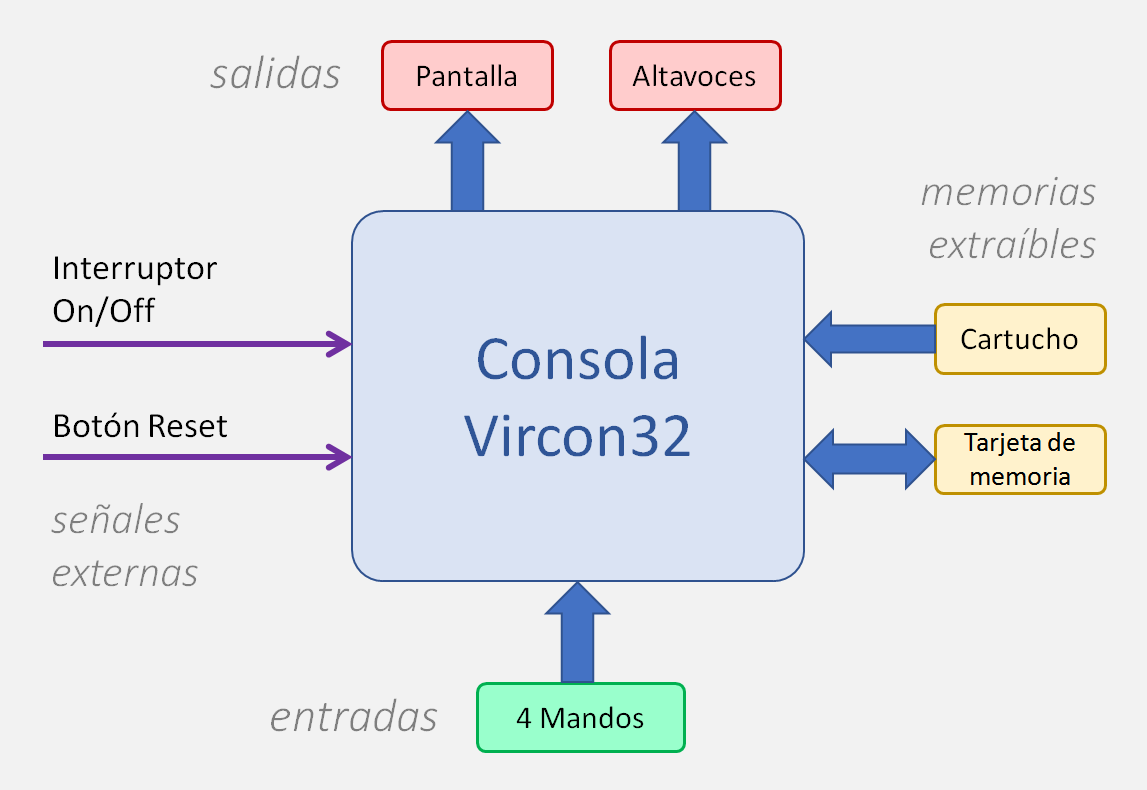 salidas
Pantalla
Altavoces
memorias
extraíbles
Interruptor
On/Off
Cartucho
Consola
Vircon32
Botón Reset
Tarjeta de
memoria
señales
externas
entradas
4 Mandos